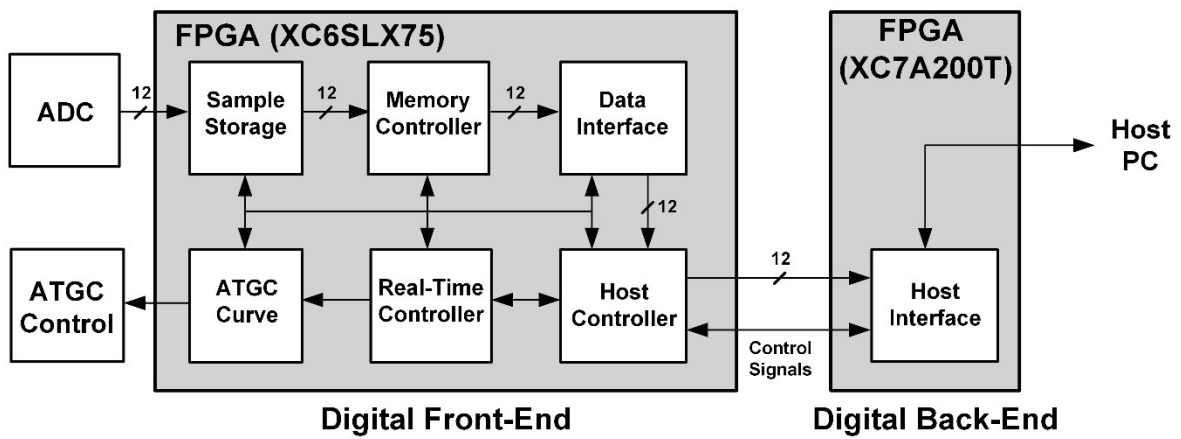 FPGA (XC6SLX75)
FPGA
(XC7A200T)
ADC
12
Sample
Storage
12
Memory
Controller
12
Data
Interface
Host
PC
12
ATGC
Control
ATGC
Curve
Real-Time
Controller
Host
Controller
12
Control
Signals
Host
Interface
Digital Front-End
Digital Back-End